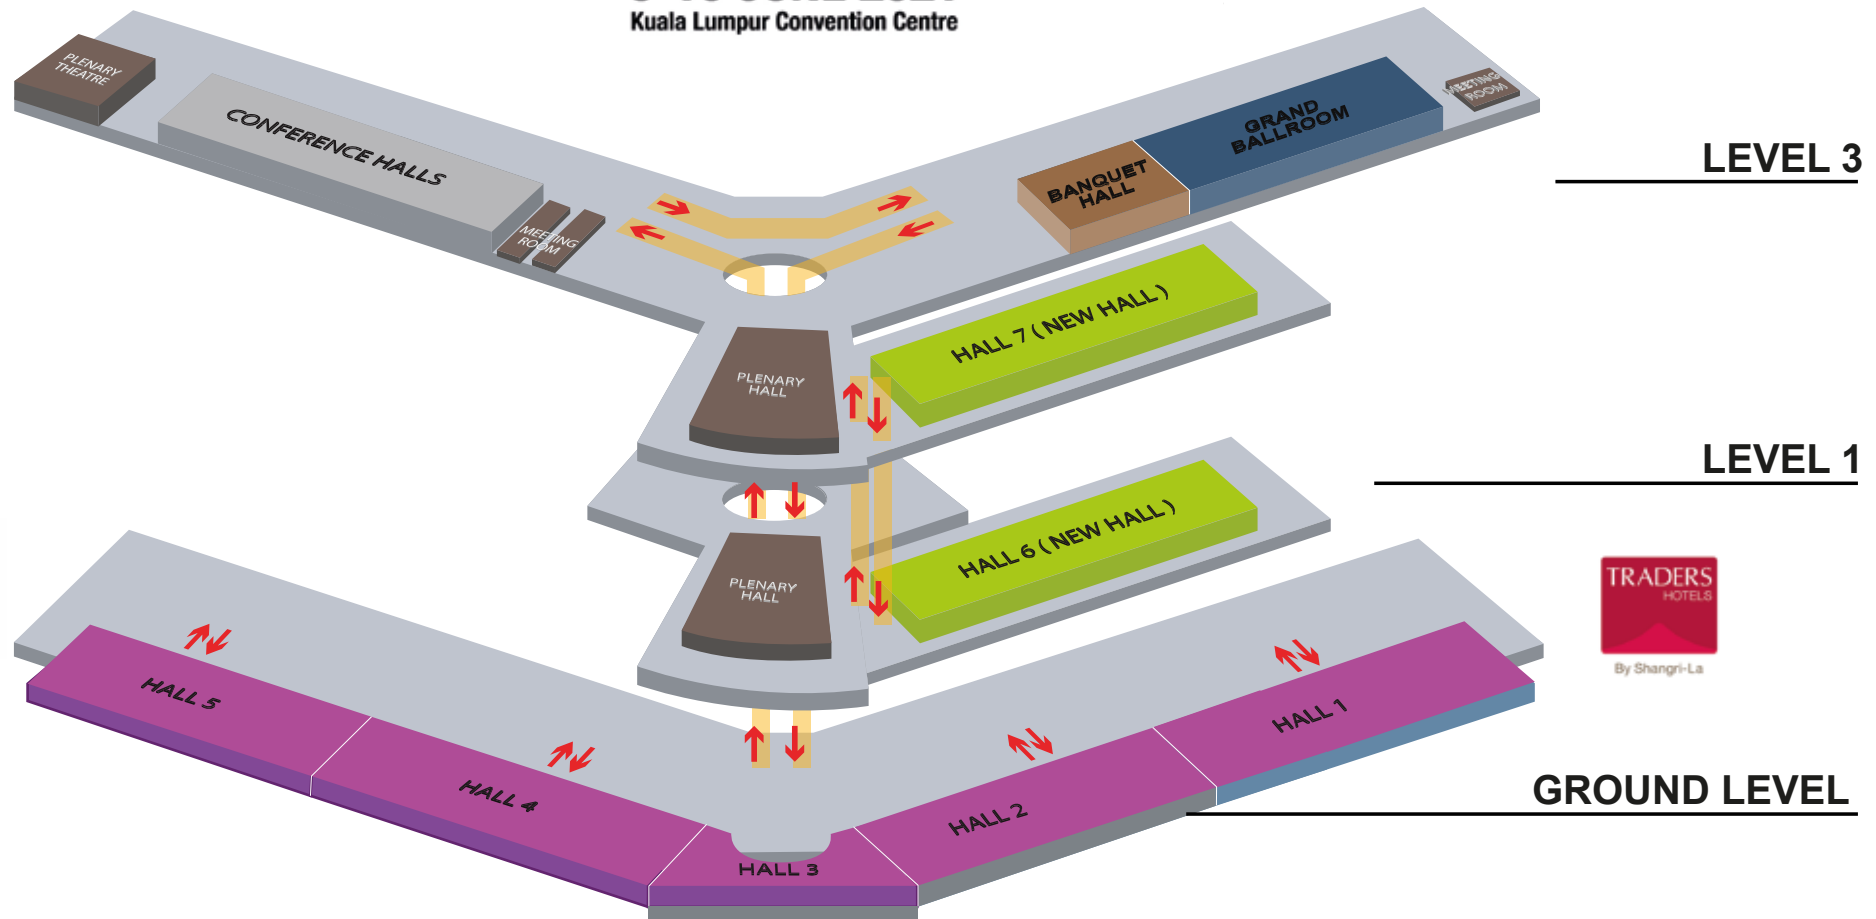 Kuala Lumpur Convention Centre
PLENARY
THEATRE
CONFERENCE HALLS
MEETING
ROOM
BANQUET
HALL
GRAND
BALLROOM
MEETING
ROOM
LEVEL 3
PLENARY
HALL
HALL 7 ( NEW HALL )
LEVEL 1
PLENARY
HALL
HALL 6 ( NEW HALL )
TRADERS
HOTELS
By Shangri-La
HALL 5
HALL 4
HALL 3
HALL 2
HALL 1
GROUND LEVEL